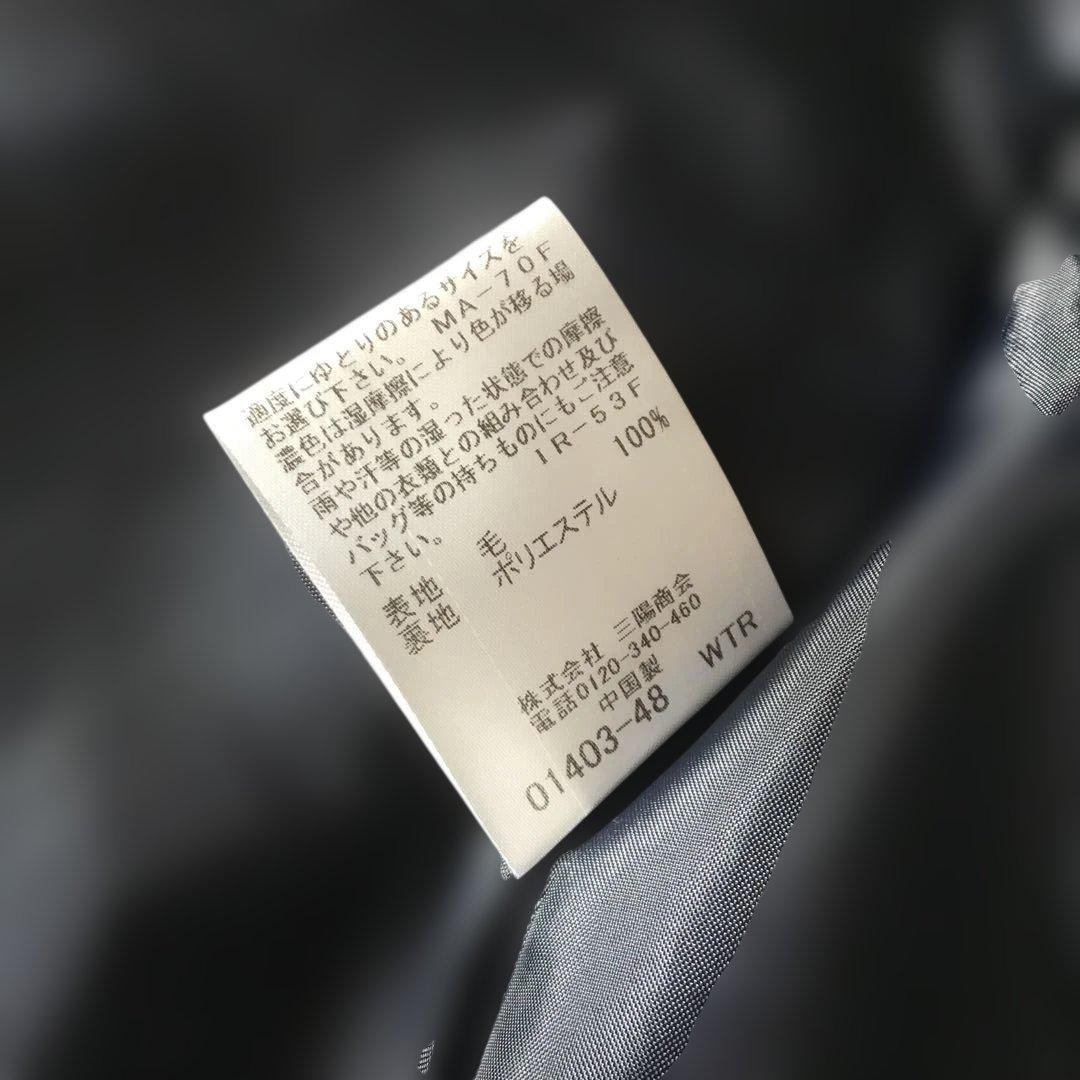 適度にゆとりのあるサイズを
お選び下さい。 MA-70F
濃色は湿摩擦により色が移る場
合があります。
雨や汗等の湿った状態での摩擦
や他の衣類との組み合わせ及び
バッグ等の持ちものにもご注意
下さい。 IR-53F
表地 毛 100%
裏地 ポリエステル
株式会社 三陽商会
電話0120-340-460
中国製
01403-48 WTR